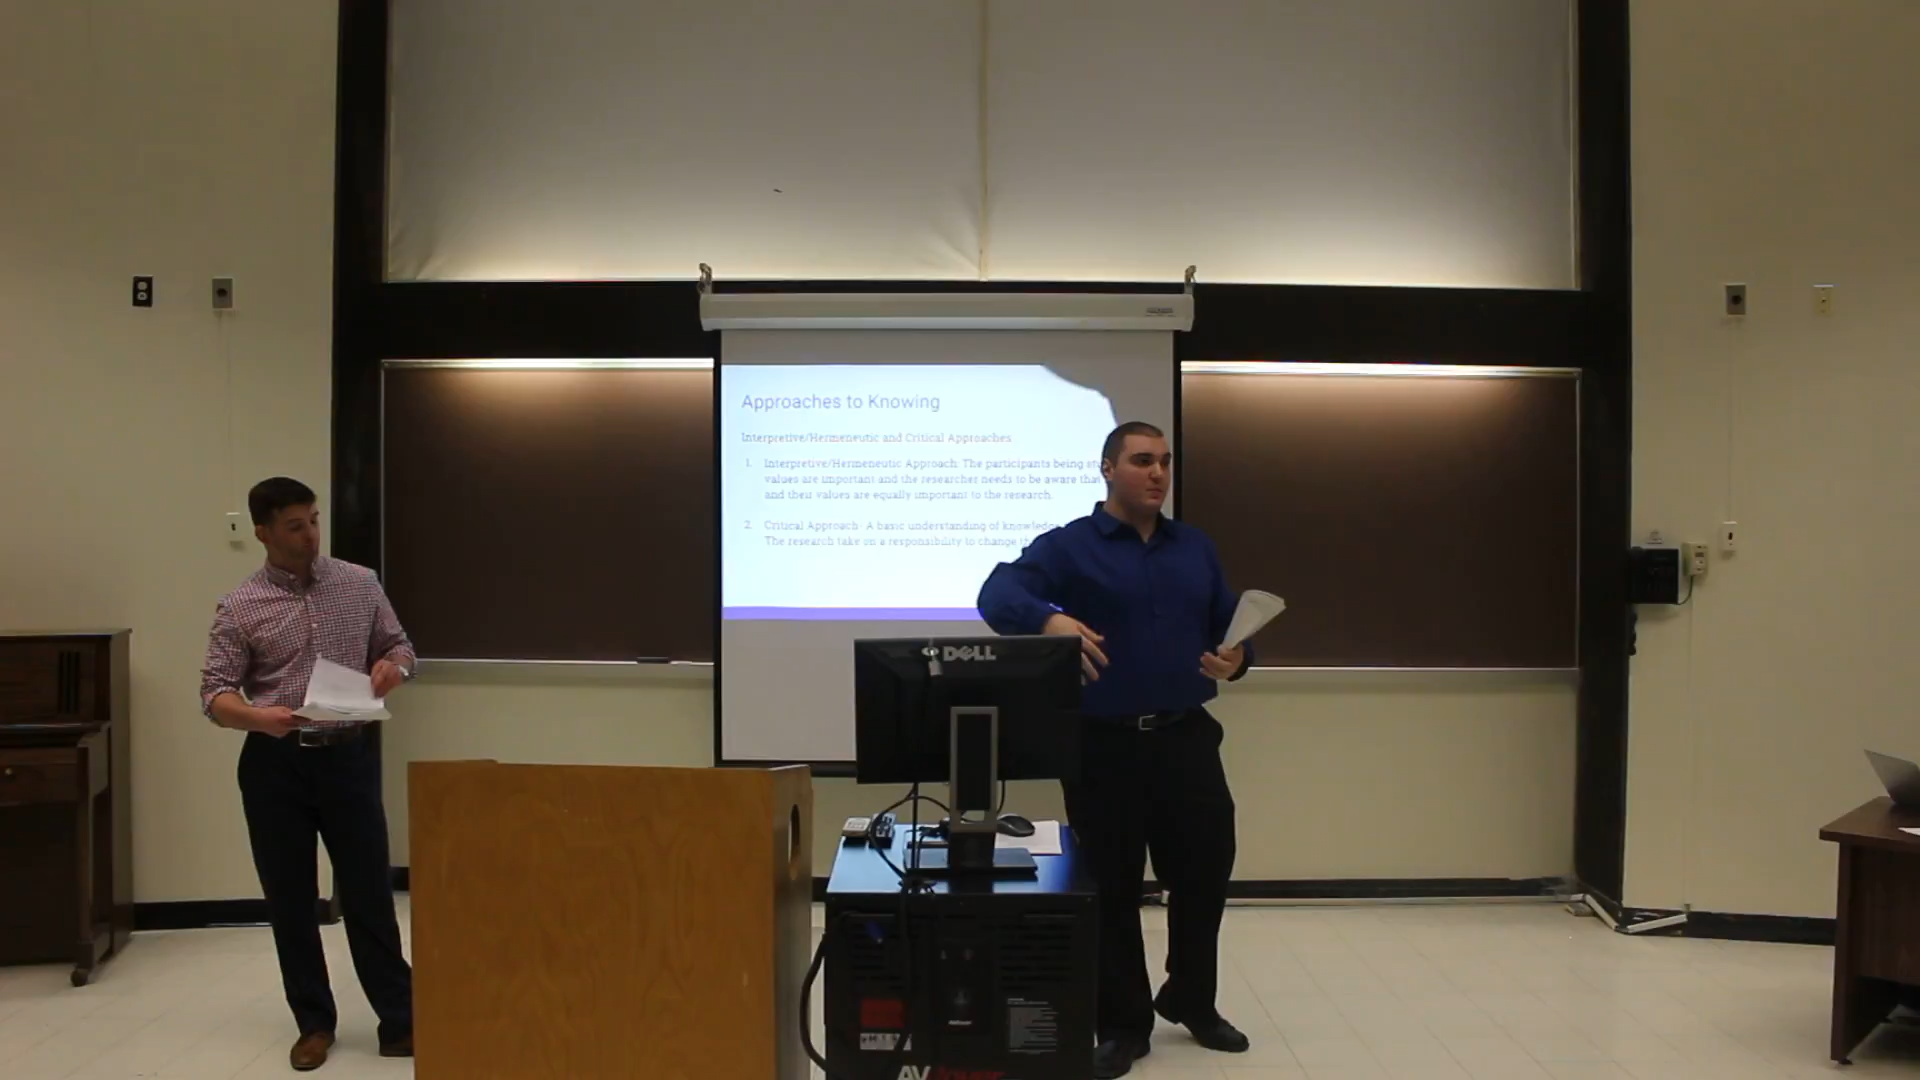 Approaches to Knowing
Interpretive/Hermeneutic and Critical Approaches
1. Interpretive/Hermeneutic Approach: The participants being
values are important and the researcher needs to be aware that
and their values are equally important to the research.
2. Critical Approach- A basic understanding of knowledge
The research take on a responsibility to change
DELL
AV